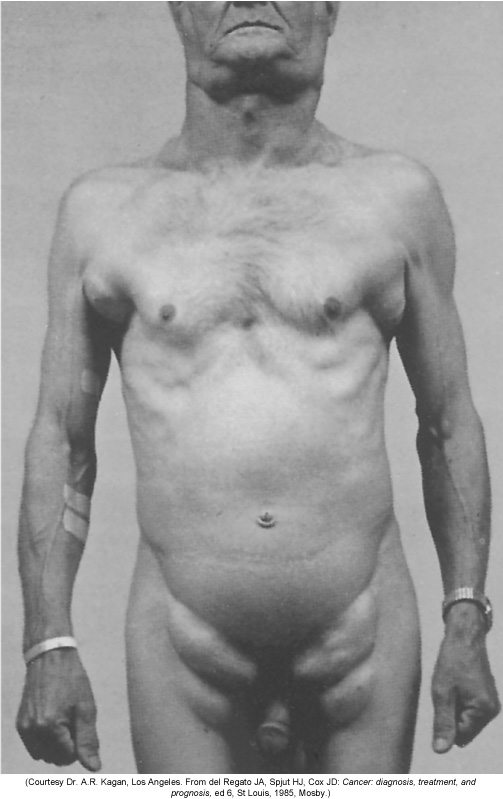 (Courtesy Dr. A.R. Kagan, Los Angeles. From del Regato JA, Spjut HJ, Cox JD: Cancer: diagnosis, treatment, and
prognosis, ed 6, St Louis, 1985, Mosby.)